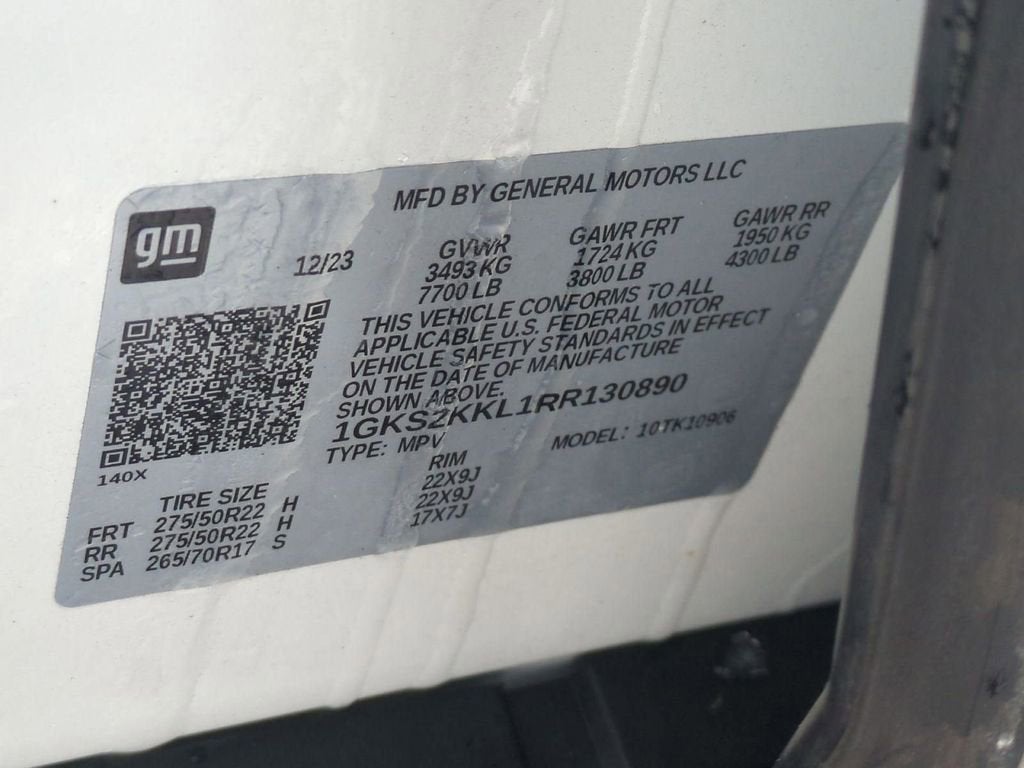 gm
MFD BY GENERAL MOTORS LLC
12/23
GVWR
3493 KG
7700 LB
GAWR FRT
1724 KG
3800 LB
GAWR RR
1950 KG
4300 LB
THIS VEHICLE CONFORMS TO ALL
APPLICABLE U.S. FEDERAL MOTOR
VEHICLE SAFETY STANDARDS IN EFFECT
ON THE DATE OF MANUFACTURE
SHOWN ABOVE.
1GKS2KKL1RR130890
TYPE: MPV MODEL: 10TK10906
140X
TIRE SIZE RIM
FRT 275/50R22 H 22X9J
RR 275/50R22 H 22X9J
SPA 265/70R17 S 17X7J